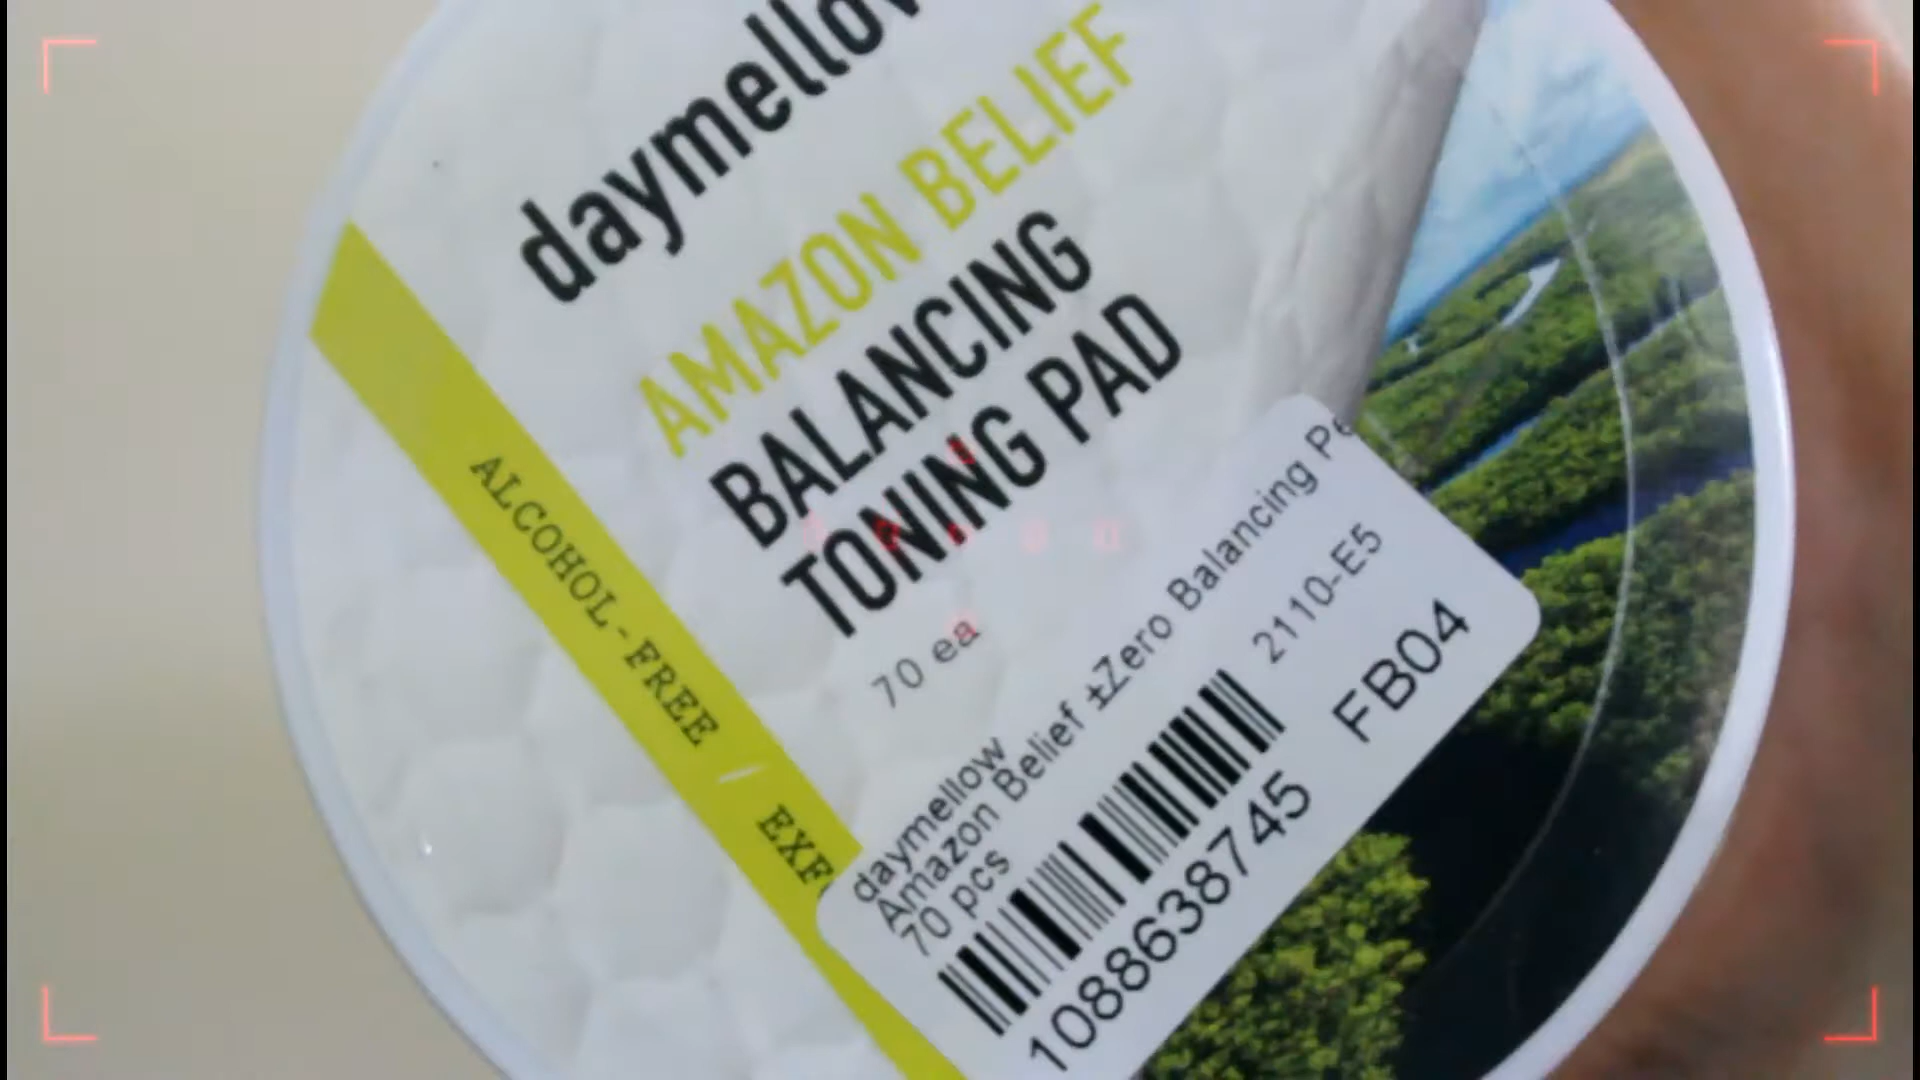 daymellow
AMAZON BELIEF
BALANCING
TONING PAD
70 ea
ALCOHOL-FREE /
daymellow
Amazon Belief ±Zero Balancing
70 pcs
2110-E5
1088638745 FB04